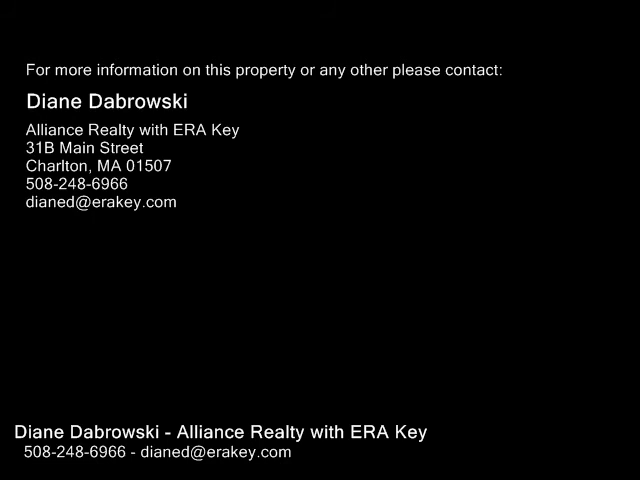 For more information on this property or any other please contact:
Diane Dabrowski
Alliance Realty with ERA Key
31B Main Street
Charlton, MA 01507
508-248-6966
dianed@erakey.com
Diane Dabrowski - Alliance Realty with ERA Key
508-248-6966 - dianed@erakey.com